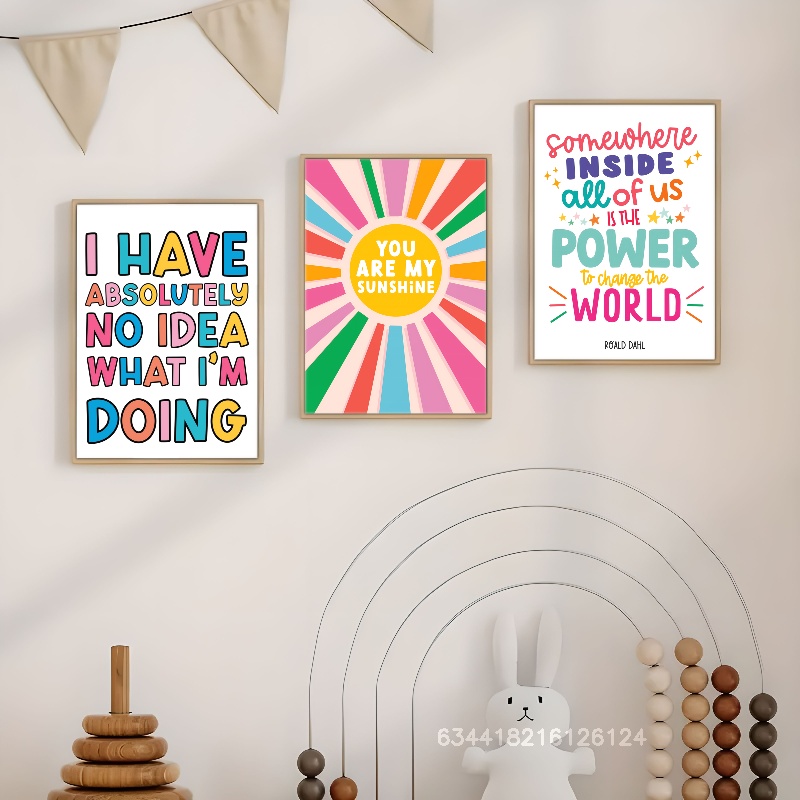 I HAVE
ABSOLUTELY
NO IDEA
WHAT I'M
DOING
YOU
ARE MY
SUNSHiNE
somewhere
INSIDE
all of us
IS THE
POWER
to change the
WORLD
ROALD DAHL
634418216126124